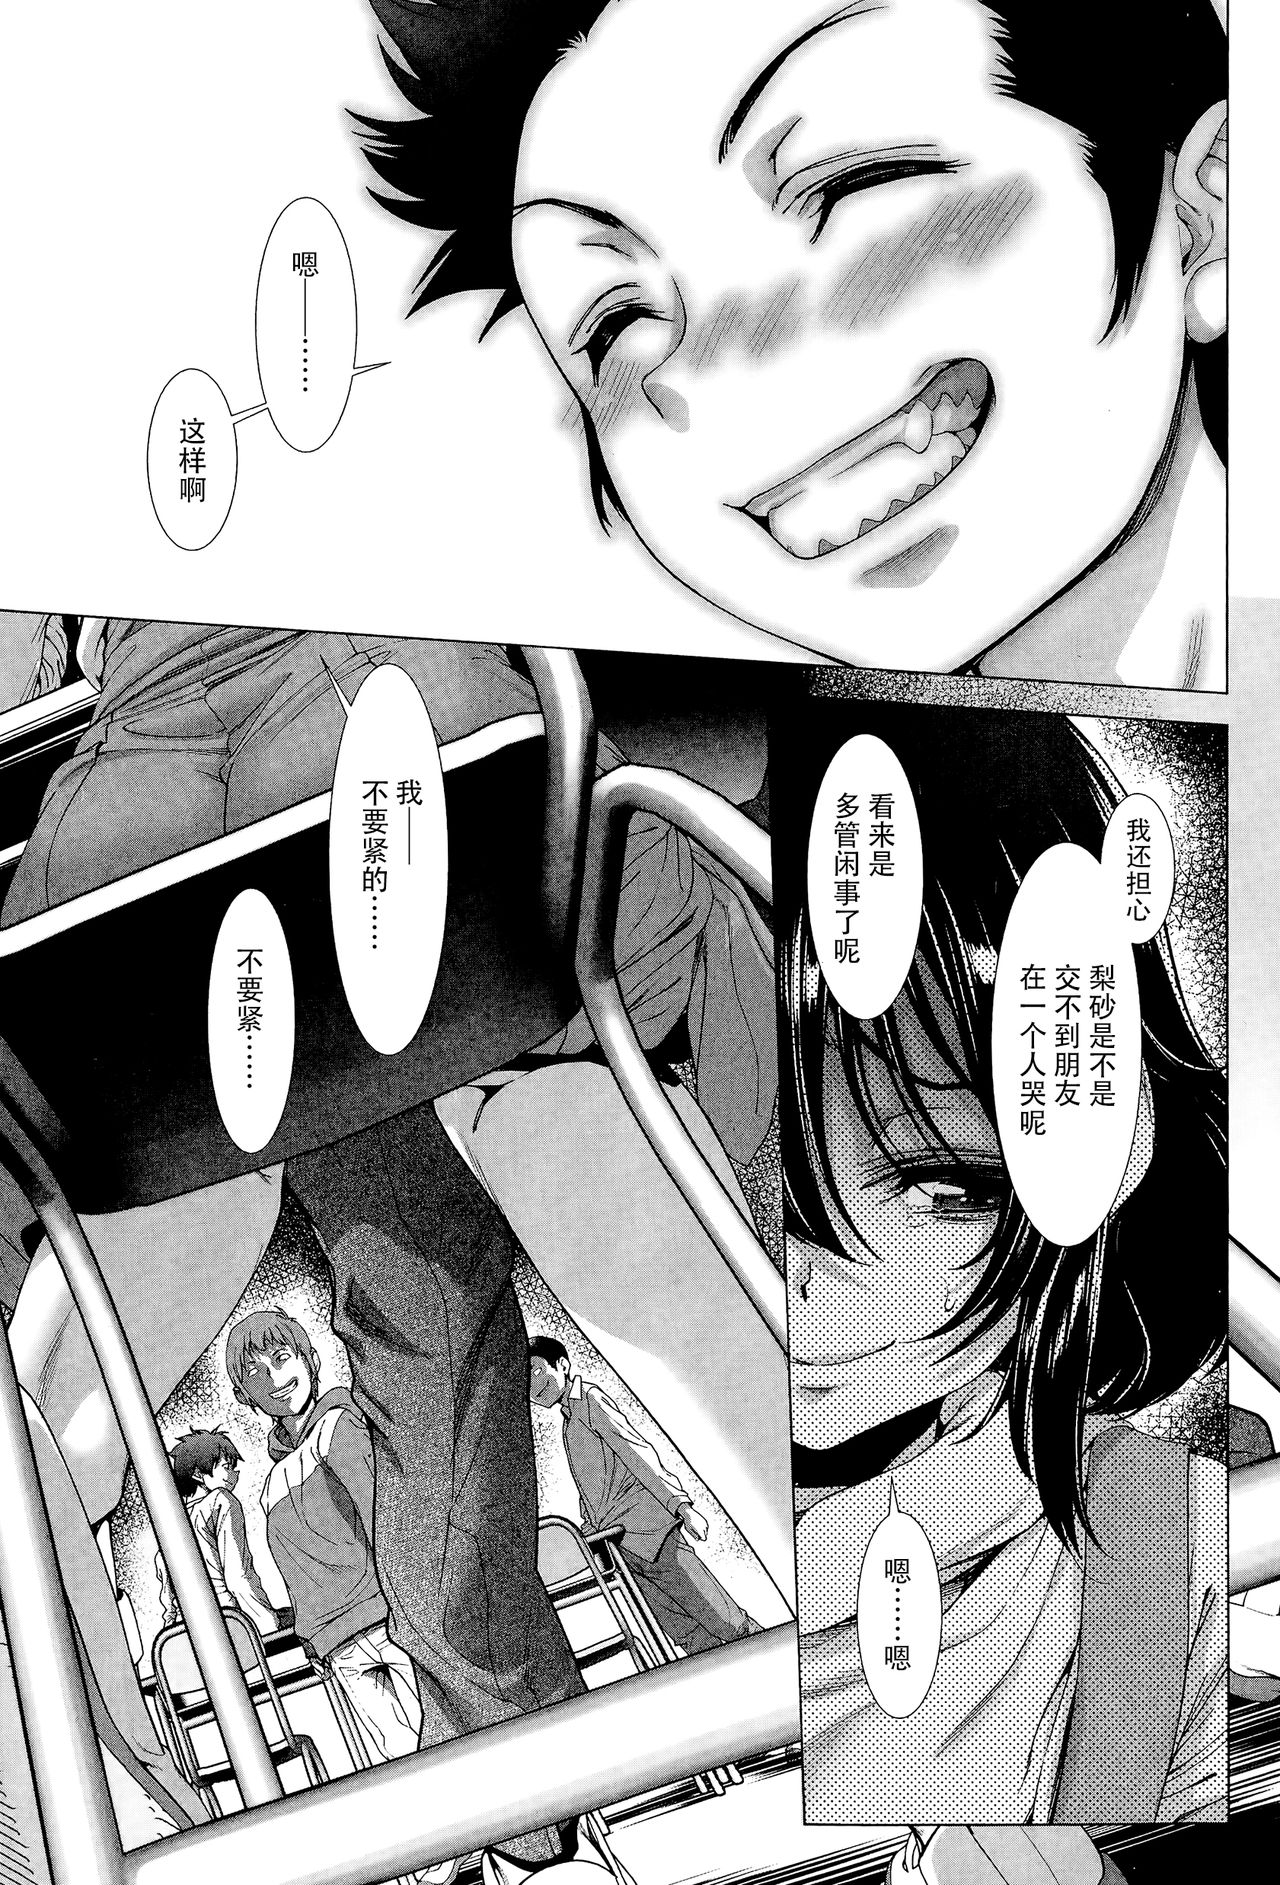 嗯——……
这样啊
我还担心
梨砂是不是
交不到朋友
在一个人哭呢
看来是
多管闲事了呢
嗯……嗯
我——
不要紧的……
不要紧……